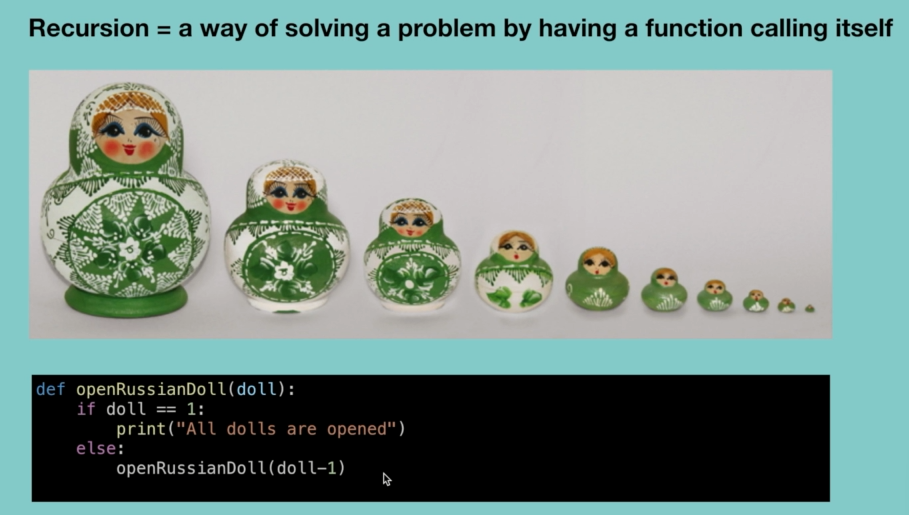 Recursion = a way of solving a problem by having a function calling itself
def openRussianDoll(doll):
    if doll == 1:
        print("All dolls are opened")
    else:
        openRussianDoll(doll-1)